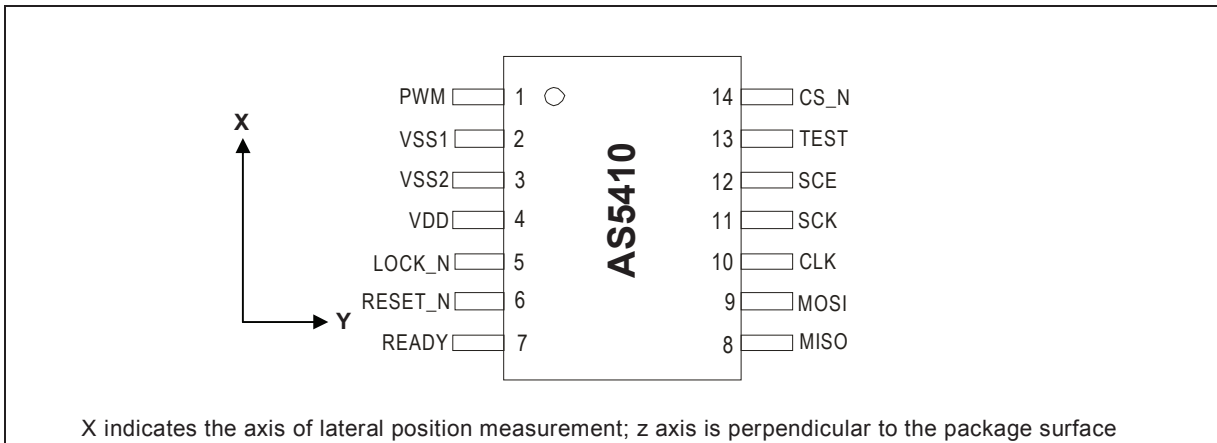 PWM 1 14 CS_N
X
VSS1 2 13 TEST
VSS2 3 12 SCE
VDD 4 11 SCK
AS5410
LOCK_N 5 10 CLK
RESET_N 6 9 MOSI
Y
READY 7 8 MISO
X indicates the axis of lateral position measurement; z axis is perpendicular to the package surface